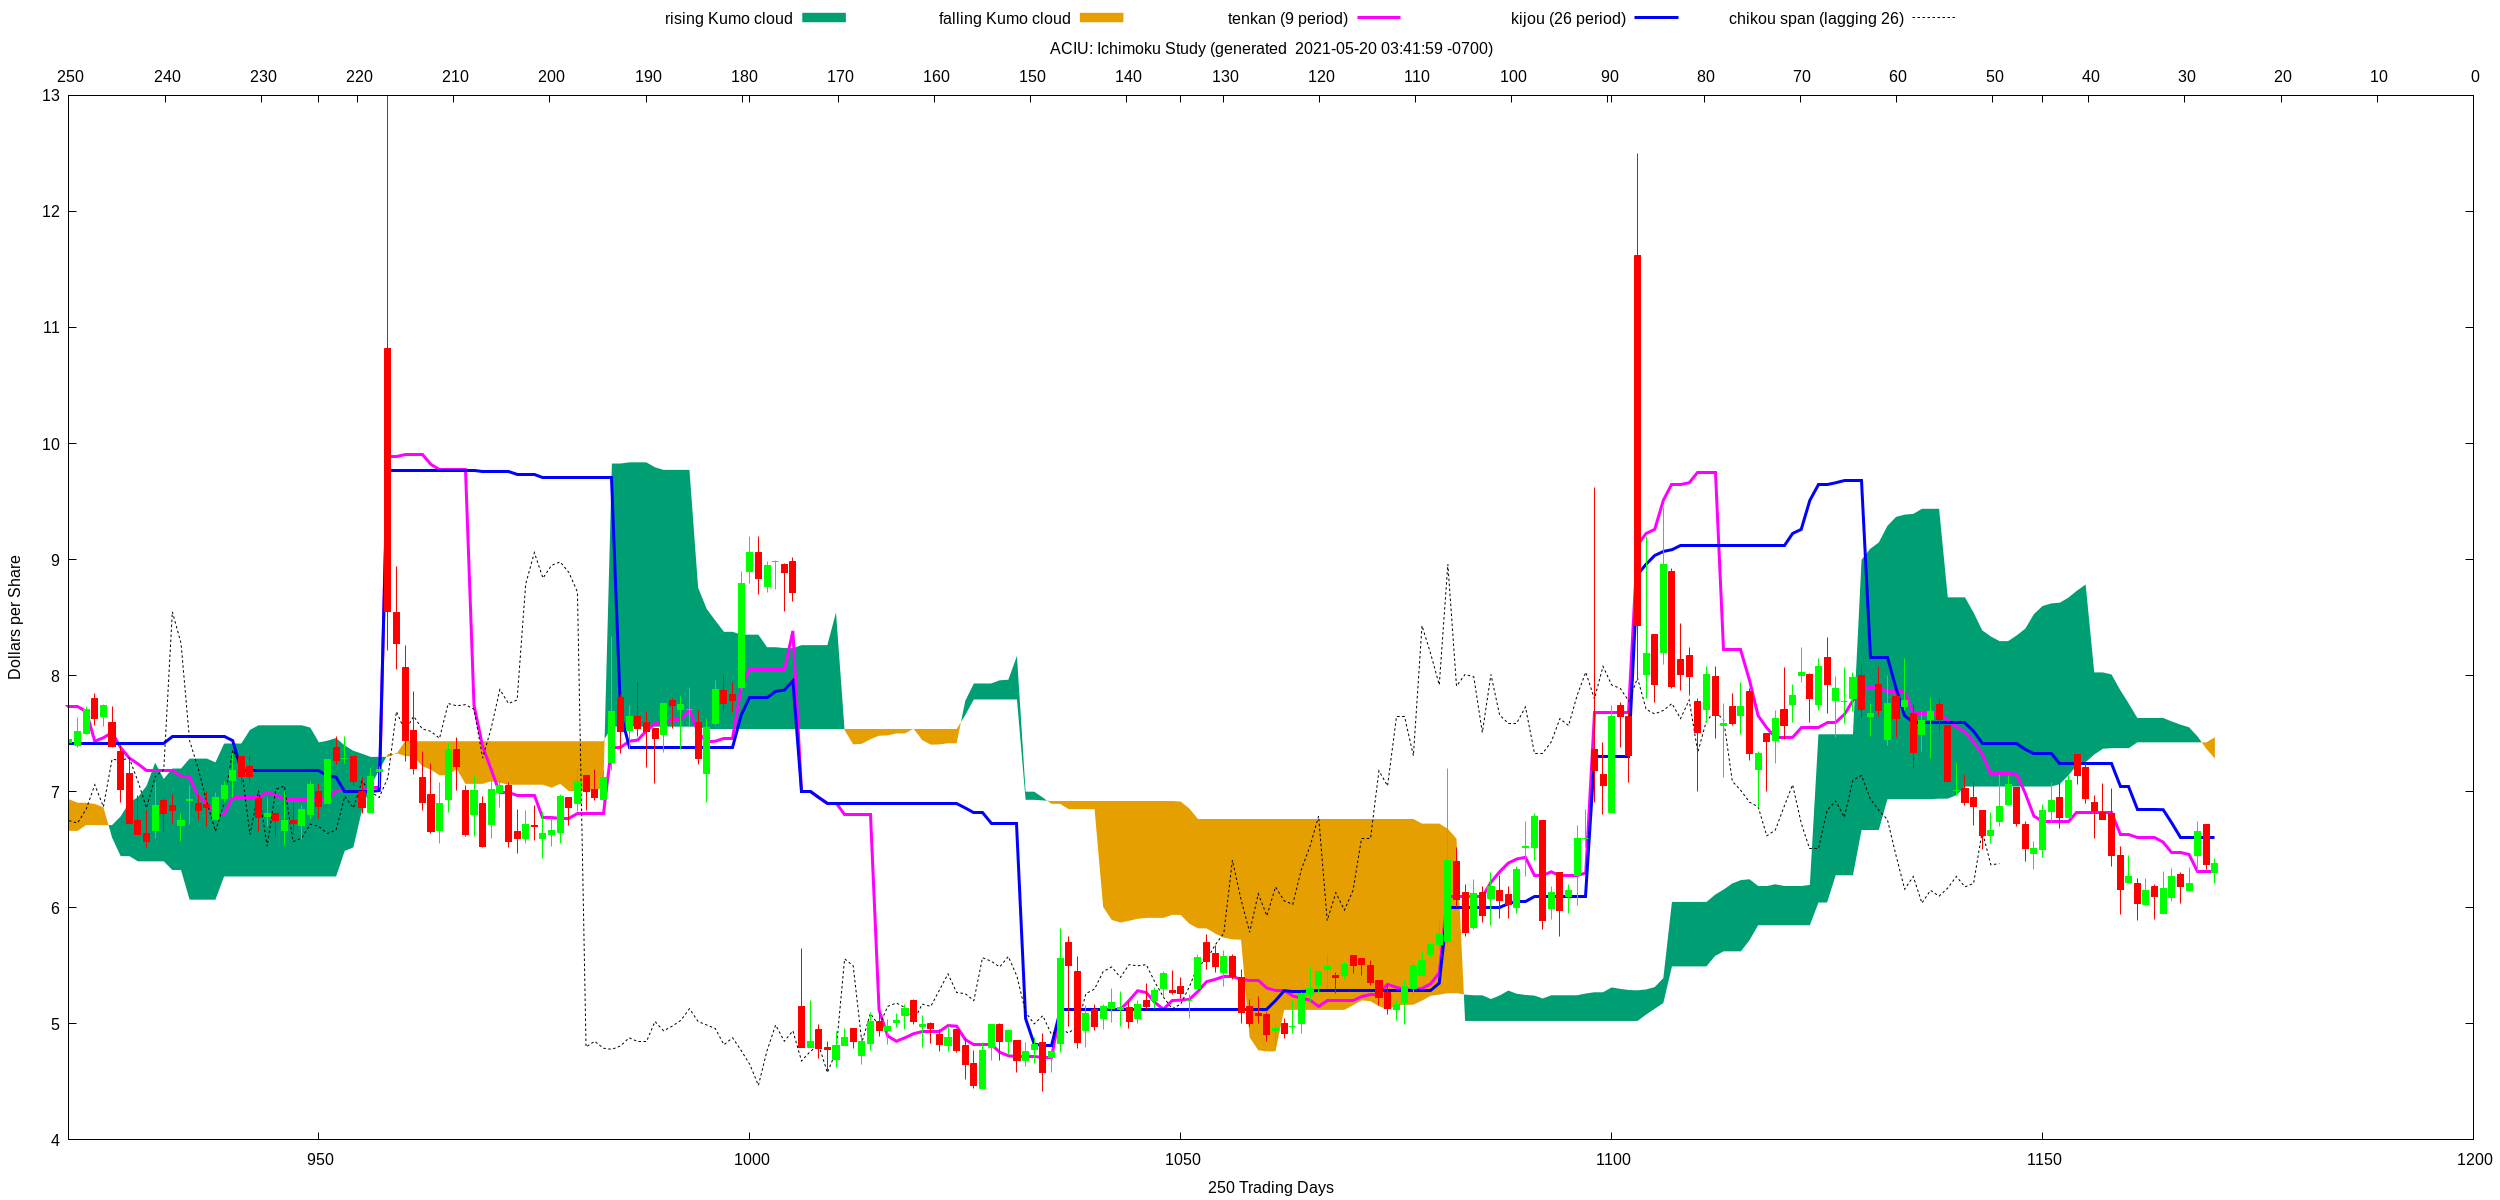 rising Kumo cloud falling Kumo cloud tenkan (9 period) kijou (26 period) chikou span (lagging 26)
ACIU: Ichimoku Study (generated  2021-05-20 03:41:59 -0700)
250 240 230 220 210 200 190 180 170 160 150 140 130 120 110 100 90 80 70 60 50 40 30 20 10 0
13
12
11
10
9
8
7
6
5
4
Dollars per Share
950 1000 1050 1100 1150 1200
250 Trading Days